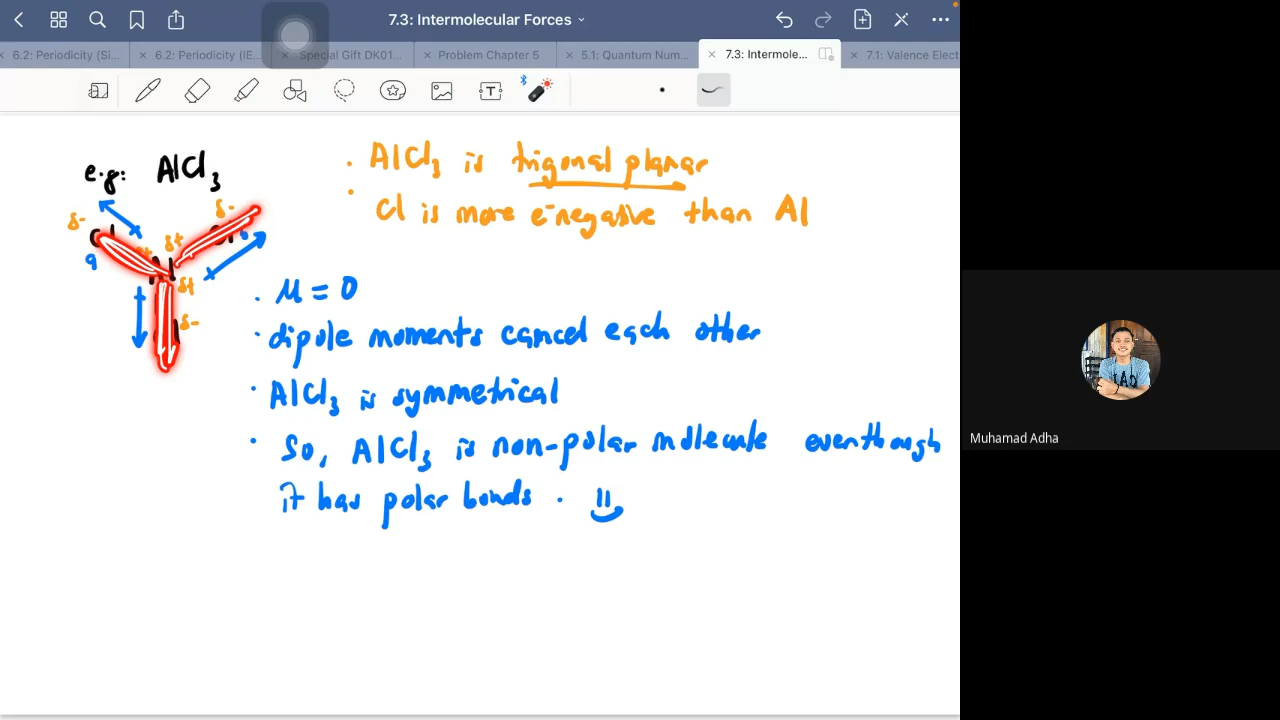 7.3: Intermolecular Forces
6.2: Periodicity (Si...
6.2: Periodicity (IE...
Special Gift DK01...
Problem Chapter 5
5.1: Quantum Num...
7.3: Intermole...
7.1: Valence Elect
T
e.g: AlCl₃
· AlCl₃ is trigonal planar
· Cl is more e⁻negative than Al
δ-
δ-
δ+
Cl
Al
δ+
δ-
· μ = 0
· dipole moments cancel each other
· AlCl₃ is symmetrical
· So, AlCl₃ is non-polar molecule eventhough
it has polar bonds.
Muhamad Adha